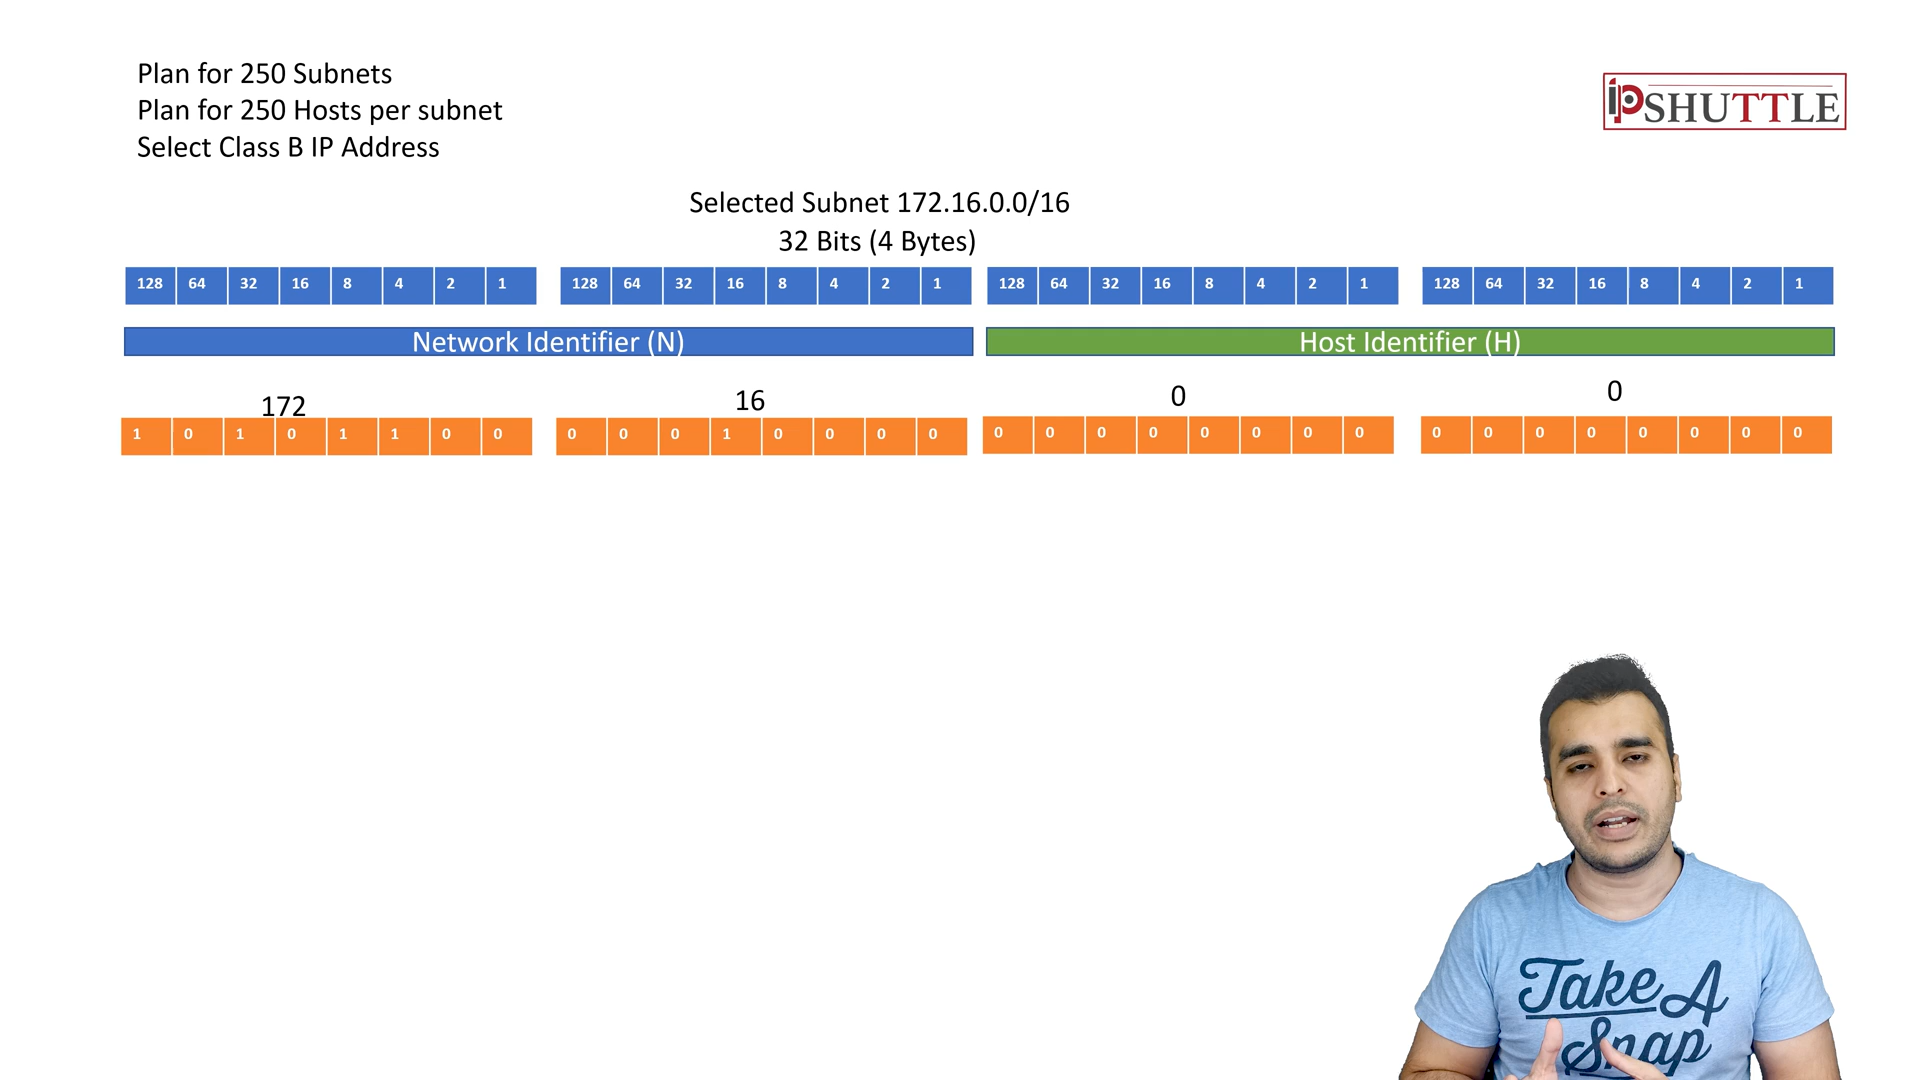 Plan for 250 Subnets
Plan for 250 Hosts per subnet
Select Class B IP Address
ipSHUTTLE
Selected Subnet 172.16.0.0/16
32 Bits (4 Bytes)
128 64 32 16 8 4 2 1 128 64 32 16 8 4 2 1 128 64 32 16 8 4 2 1 128 64 32 16 8 4 2 1
Network Identifier (N) Host Identifier (H)
172 16 0 0
1 0 1 0 1 1 0 0 0 0 0 1 0 0 0 0 0 0 0 0 0 0 0 0 0 0 0 0 0 0 0 0
Take A
Snap